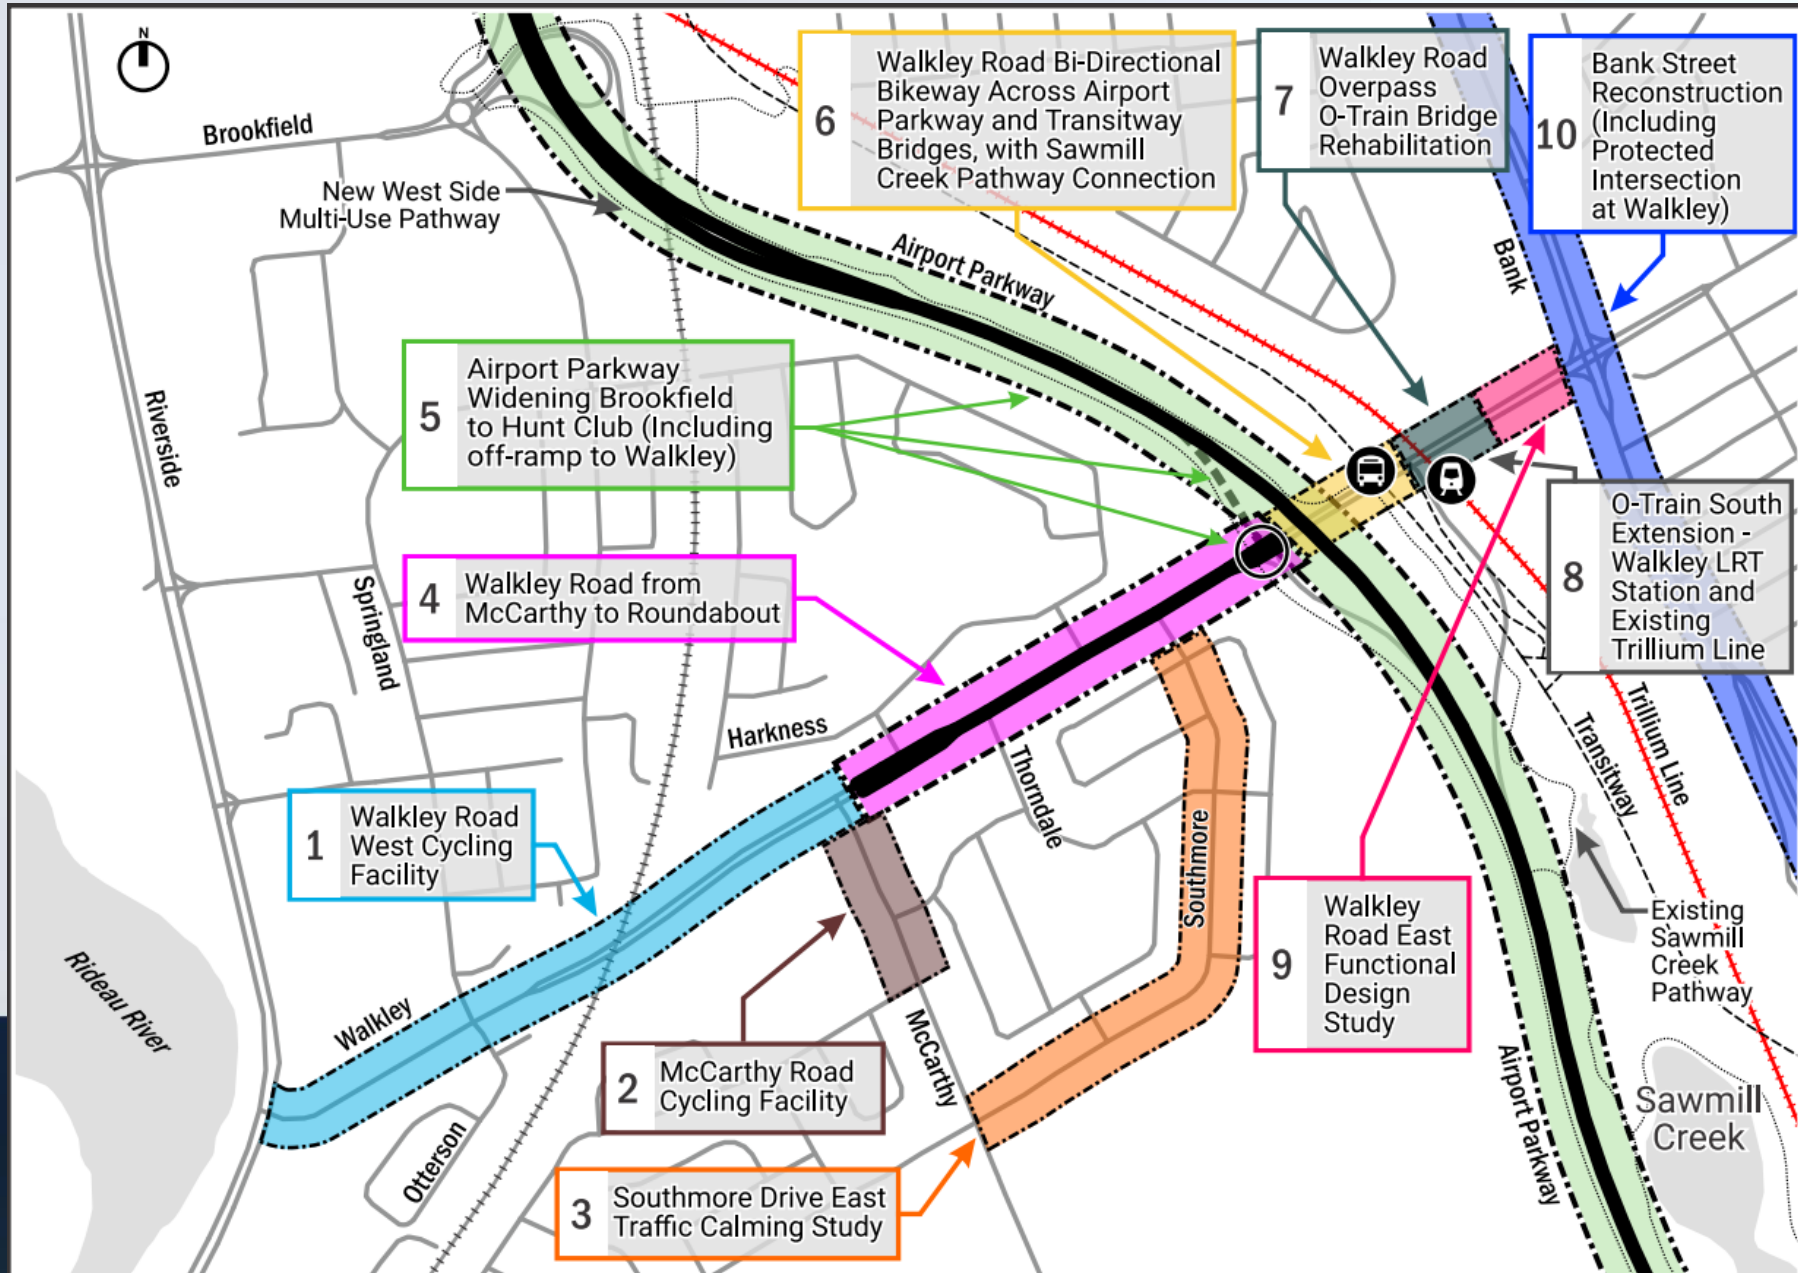 N
Brookfield
New West Side
Multi-Use Pathway
6
Walkley Road Bi-Directional
Bikeway Across Airport
Parkway and Transitway
Bridges, with Sawmill
Creek Pathway Connection
7
Walkley Road
Overpass
O-Train Bridge
Rehabilitation
10
Bank Street
Reconstruction
(Including
Protected
Intersection
at Walkley)
Bank
Airport Parkway
Riverside
5
Airport Parkway
Widening Brookfield
to Hunt Club (Including
off-ramp to Walkley)
8
O-Train South
Extension -
Walkley LRT
Station and
Existing
Trillium Line
4
Walkley Road from
McCarthy to Roundabout
Springland
Harkness
Thorndale
Transitway
Trillium Line
1
Walkley Road
West Cycling
Facility
Southmore
9
Walkley
Road East
Functional
Design
Study
Existing
Sawmill
Creek
Pathway
Rideau River
Walkley
McCarthy
2
McCarthy Road
Cycling Facility
Otterson
Airport Parkway
Sawmill
Creek
3
Southmore Drive East
Traffic Calming Study